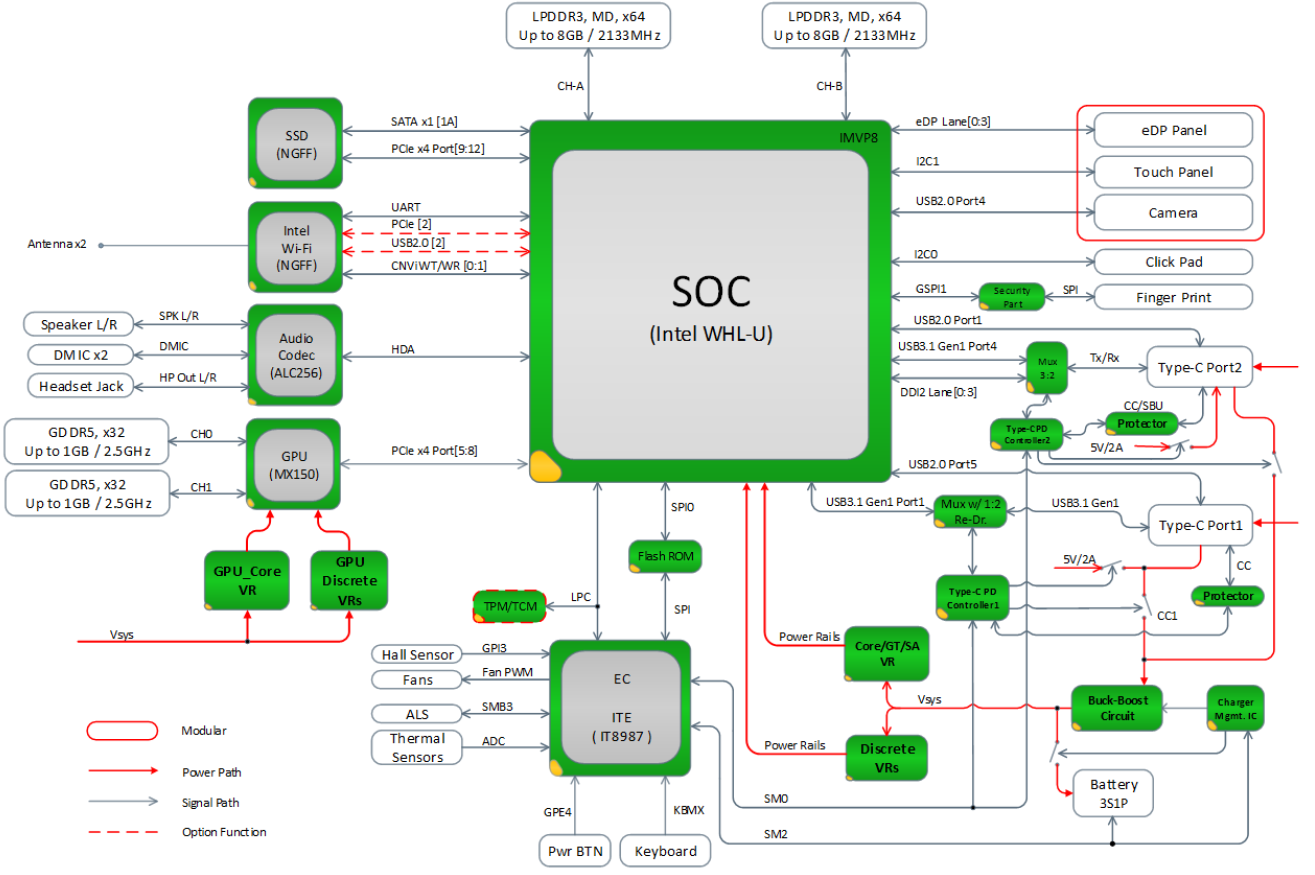 LPDDR3, MD, x64
Up to 8GB / 2133MHz
LPDDR3, MD, x64
Up to 8GB / 2133MHz
CH-A
CH-B
SSD
(NGFF)
SATA x1 [1A]
PCIe x4 Port[9:12]
IMVP8
eDP Lane[0:3]
eDP Panel
I2C1
Touch Panel
USB2.0 Port4
Camera
Antenna x2
Intel
Wi-Fi
(NGFF)
UART
PCIe [2]
USB2.0 [2]
CNViWT/WR [0:1]
SOC
(Intel WHL-U)
I2C0
Click Pad
GSPI1
Security
Part
SPI
Finger Print
Speaker L/R
SPK L/R
DMIC x2
DMIC
Headset Jack
HP Out L/R
Audio
Codec
(ALC256)
HDA
USB2.0 Port1
USB3.1 Gen1 Port4
Mux
3:2
Tx/Rx
Type-C Port2
DDI2 Lane[0:3]
CC/SBU
Type-CPD
Controller2
Protector
5V/2A
GDDR5, x32
Up to 1GB / 2.5GHz
CH0
GDDR5, x32
Up to 1GB / 2.5GHz
CH1
GPU
(MX150)
PCIe x4 Port[5:8]
USB2.0 Port5
USB3.1 Gen1 Port1
Mux w/ 1:2
Re-Dr.
USB3.1 Gen1
Type-C Port1
SPI0
Flash ROM
5V/2A
CC
GPU_Core
VR
GPU
Discrete
VRs
TPM/TCM
LPC
SPI
Type-C PD
Controller1
Protector
CC1
Vsys
Hall Sensor
GPI3
Fans
Fan PWM
ALS
SMB3
Thermal
Sensors
ADC
EC
ITE
( IT8987 )
Power Rails
Core/GT/SA
VR
Vsys
Buck-Boost
Circuit
Charger
Mgmt. IC
Power Rails
Discrete
VRs
Battery
3S1P
SM0
SM2
GPE4
KBMX
Pwr BTN
Keyboard
Modular
Power Path
Signal Path
Option Function